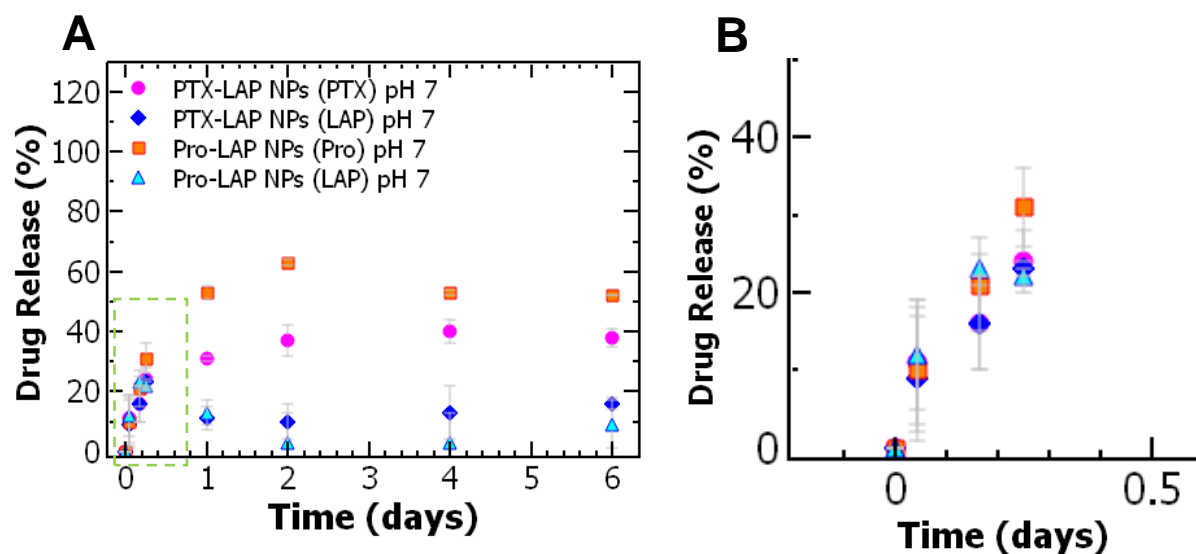 A
Drug Release (%)
120
100
80
60
40
20
0
PTX-LAP NPs (PTX) pH 7
PTX-LAP NPs (LAP) pH 7
Pro-LAP NPs (Pro) pH 7
Pro-LAP NPs (LAP) pH 7
0 1 2 3 4 5 6
Time (days)
B
Drug Release (%)
40
20
0
0 0.5
Time (days)